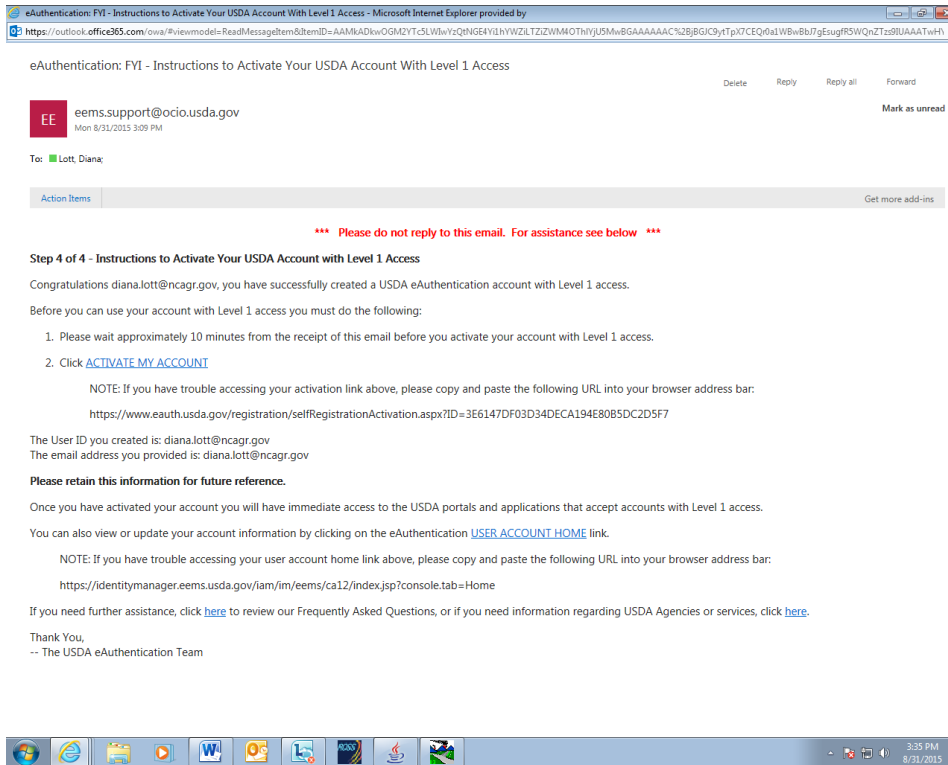 eAuthentication: FYI - Instructions to Activate Your USDA Account With Level 1 Access - Microsoft Internet Explorer provided by
https://outlook.office365.com/owa/#viewmodel=ReadMessageItem&ItemID=
eAuthentication: FYI - Instructions to Activate Your USDA Account With Level 1 Access
Delete Reply Reply all Forward
EE
eems.support@ocio.usda.gov
Mark as unread
Mon 8/31/2015 3:09 PM
To: Lott, Diana;
Action Items Get more add-ins
*** Please do not reply to this email. For assistance see below ***
Step 4 of 4 - Instructions to Activate Your USDA Account with Level 1 Access
Congratulations diana.lott@ncagr.gov, you have successfully created a USDA eAuthentication account with Level 1 access.
Before you can use your account with Level 1 access you must do the following:
1. Please wait approximately 10 minutes from the receipt of this email before you activate your account with Level 1 access.
2. Click ACTIVATE MY ACCOUNT
NOTE: If you have trouble accessing your activation link above, please copy and paste the following URL into your browser address bar:
https://www.eauth.usda.gov/registration/selfRegistrationActivation.aspx?ID=3E6147DF03D34DECA194E80B5DC2D5F7
The User ID you created is: diana.lott@ncagr.gov
The email address you provided is: diana.lott@ncagr.gov
Please retain this information for future reference.
Once you have activated your account you will have immediate access to the USDA portals and applications that accept accounts with Level 1 access.
You can also view or update your account information by clicking on the eAuthentication USER ACCOUNT HOME link.
NOTE: If you have trouble accessing your user account home link above, please copy and paste the following URL into your browser address bar:
https://identitymanager.eems.usda.gov/iam/im/eems/ca12/index.jsp?console.tab=Home
If you need further assistance, click here to review our Frequently Asked Questions, or if you need information regarding USDA Agencies or services, click here.
Thank You,
-- The USDA eAuthentication Team
ROSS
3:35 PM
8/31/2015